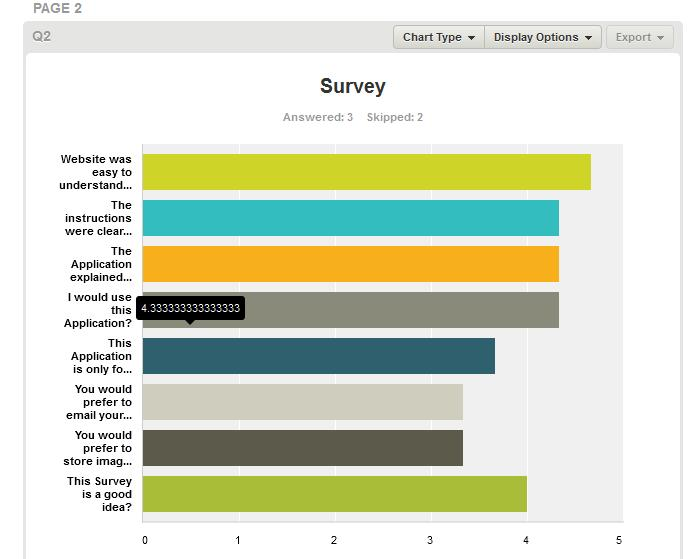 PAGE 2
Q2
Chart Type
Display Options
Export
Survey
Answered: 3 Skipped: 2
Website was
easy to
understand...
The
instructions
were clear...
The
Application
explained...
I would use
this
Application?
4.333333333333333
This
Application
is only fo...
You would
prefer to
email your...
You would
prefer to
store imag...
This Survey
is a good
idea?
0 1 2 3 4 5